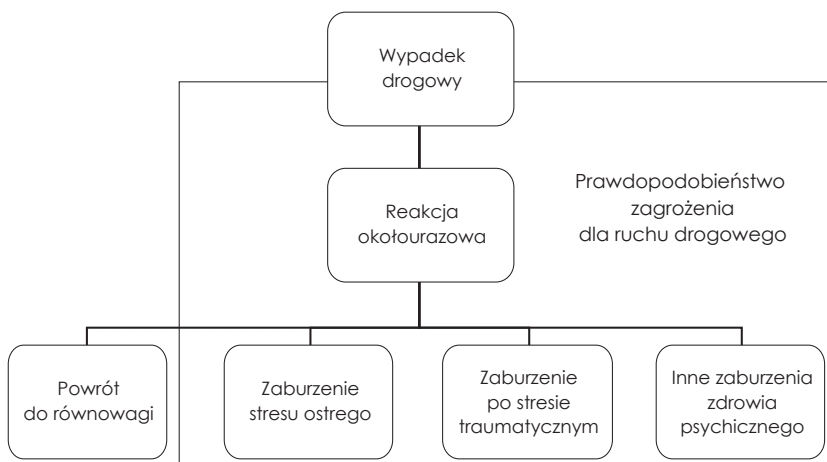 Wypadek
drogowy
Prawdopodobieństwo
zagrożenia
dla ruchu drogowego
Reakcja
okołourazowa
Powrót
do równowagi
Zaburzenie
stresu ostrego
Zaburzenie
po stresie
traumatycznym
Inne zaburzenia
zdrowia
psychicznego